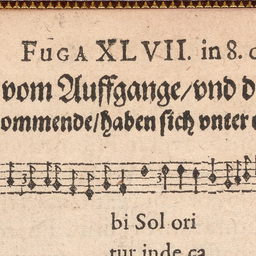 FUGA XLVII. in 8.
vom Auffgange/vnd d
ommende/haben sich vnter
bi Sol ori
tur inde ca